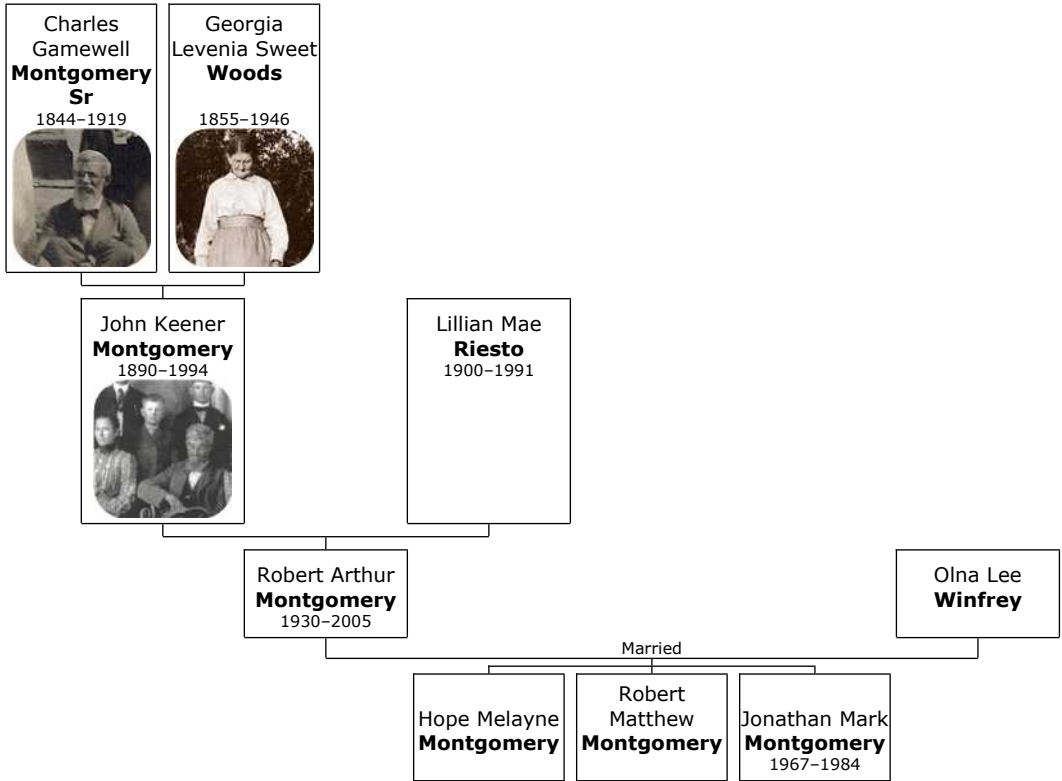 Charles
Gamewell
Montgomery
Sr
1844–1919
Georgia
Levenia Sweet
Woods
1855–1946
John Keener
Montgomery
1890–1994
Lillian Mae
Riesto
1900–1991
Robert Arthur
Montgomery
1930–2005
Olna Lee
Winfrey
Married
Hope Melayne
Montgomery
Robert
Matthew
Montgomery
Jonathan Mark
Montgomery
1967–1984